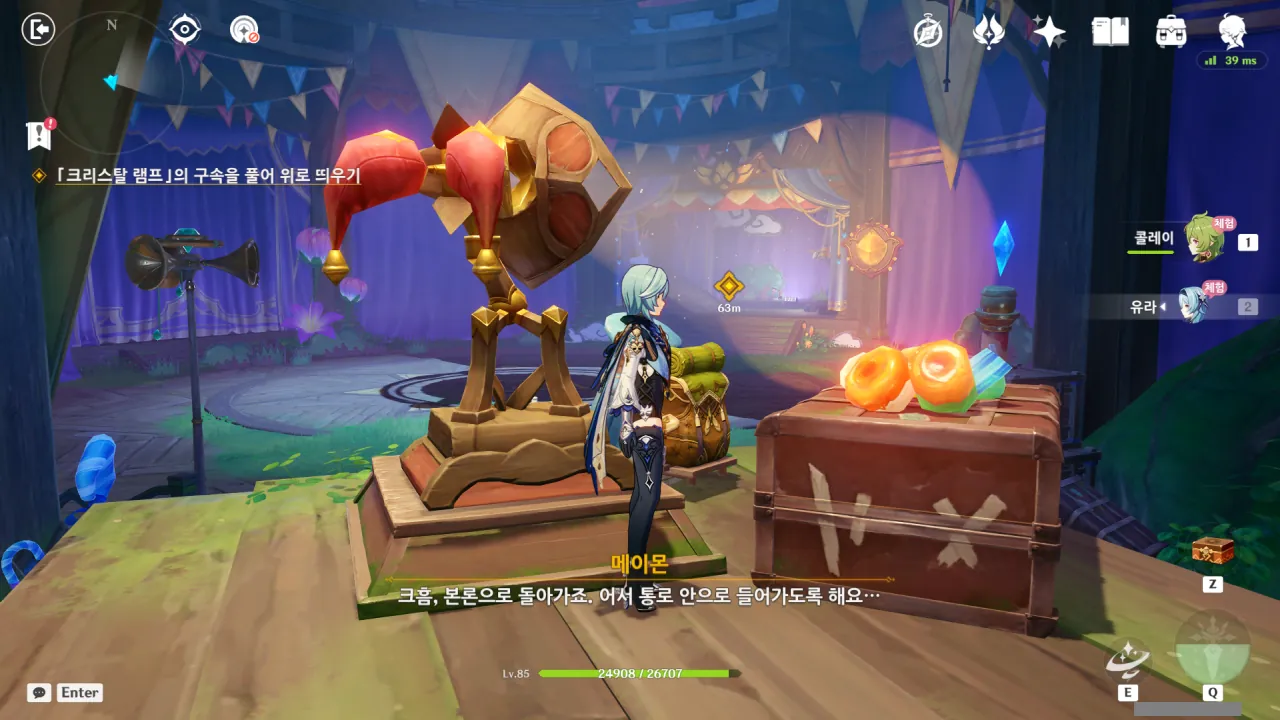 N
39 ms
「크리스탈 램프」의 구속을 풀어 위로 띄우기
체험
콜레이
1
체험
유라
2
63m
메이몬
크흠, 본론으로 돌아가죠. 어서 통로 안으로 들어가도록 해요…
Z
Lv.85
24908 / 26707
Enter
E
Q